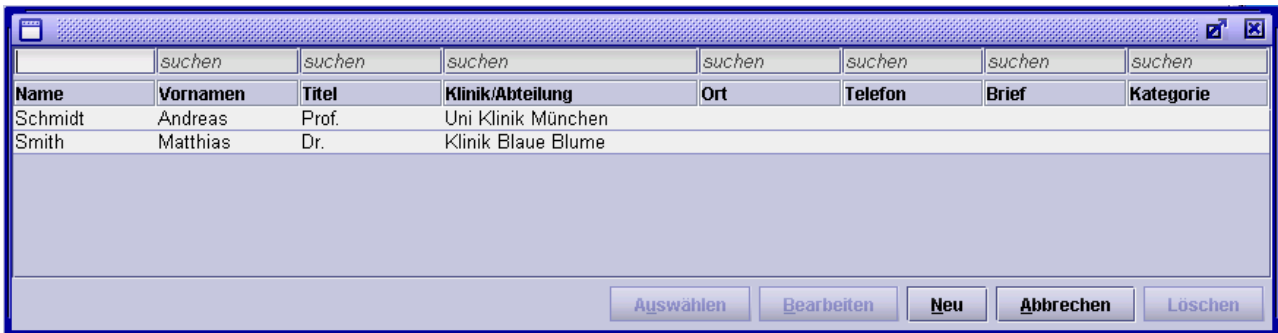 suchen suchen suchen suchen suchen suchen suchen
Name Vornamen Titel Klinik/Abteilung Ort Telefon Brief Kategorie
Schmidt Andreas Prof. Uni Klinik München
Smith Matthias Dr. Klinik Blaue Blume
Auswählen Bearbeiten Neu Abbrechen Löschen